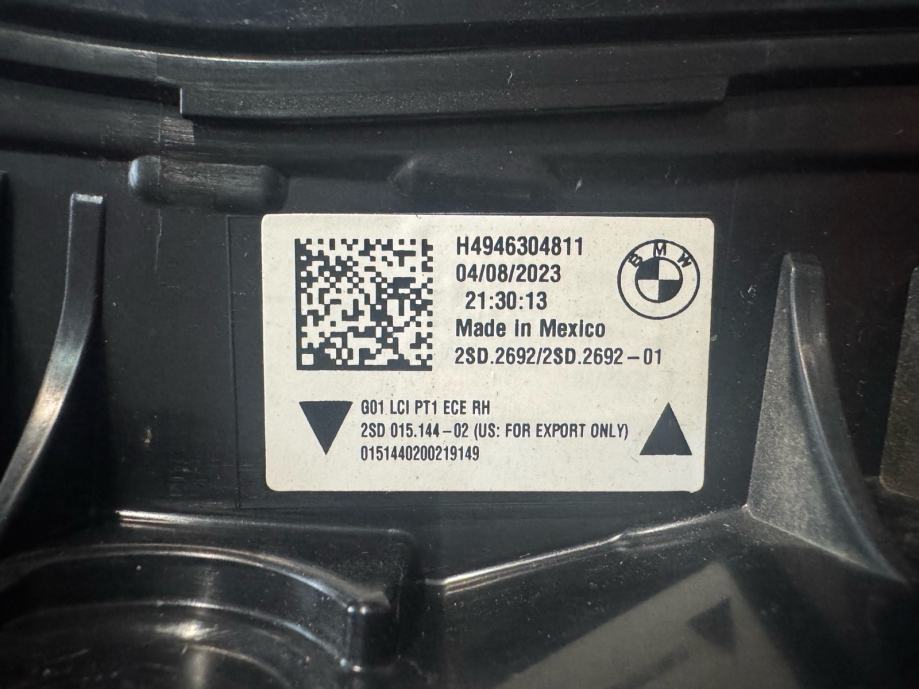 H4946304811
04/08/2023
21:30:13
Made in Mexico
2SD.2692/2SD.2692-01
BMW
G01 LCI PT1 ECE RH
2SD 015.144-02 (US: FOR EXPORT ONLY)
0151440200219149